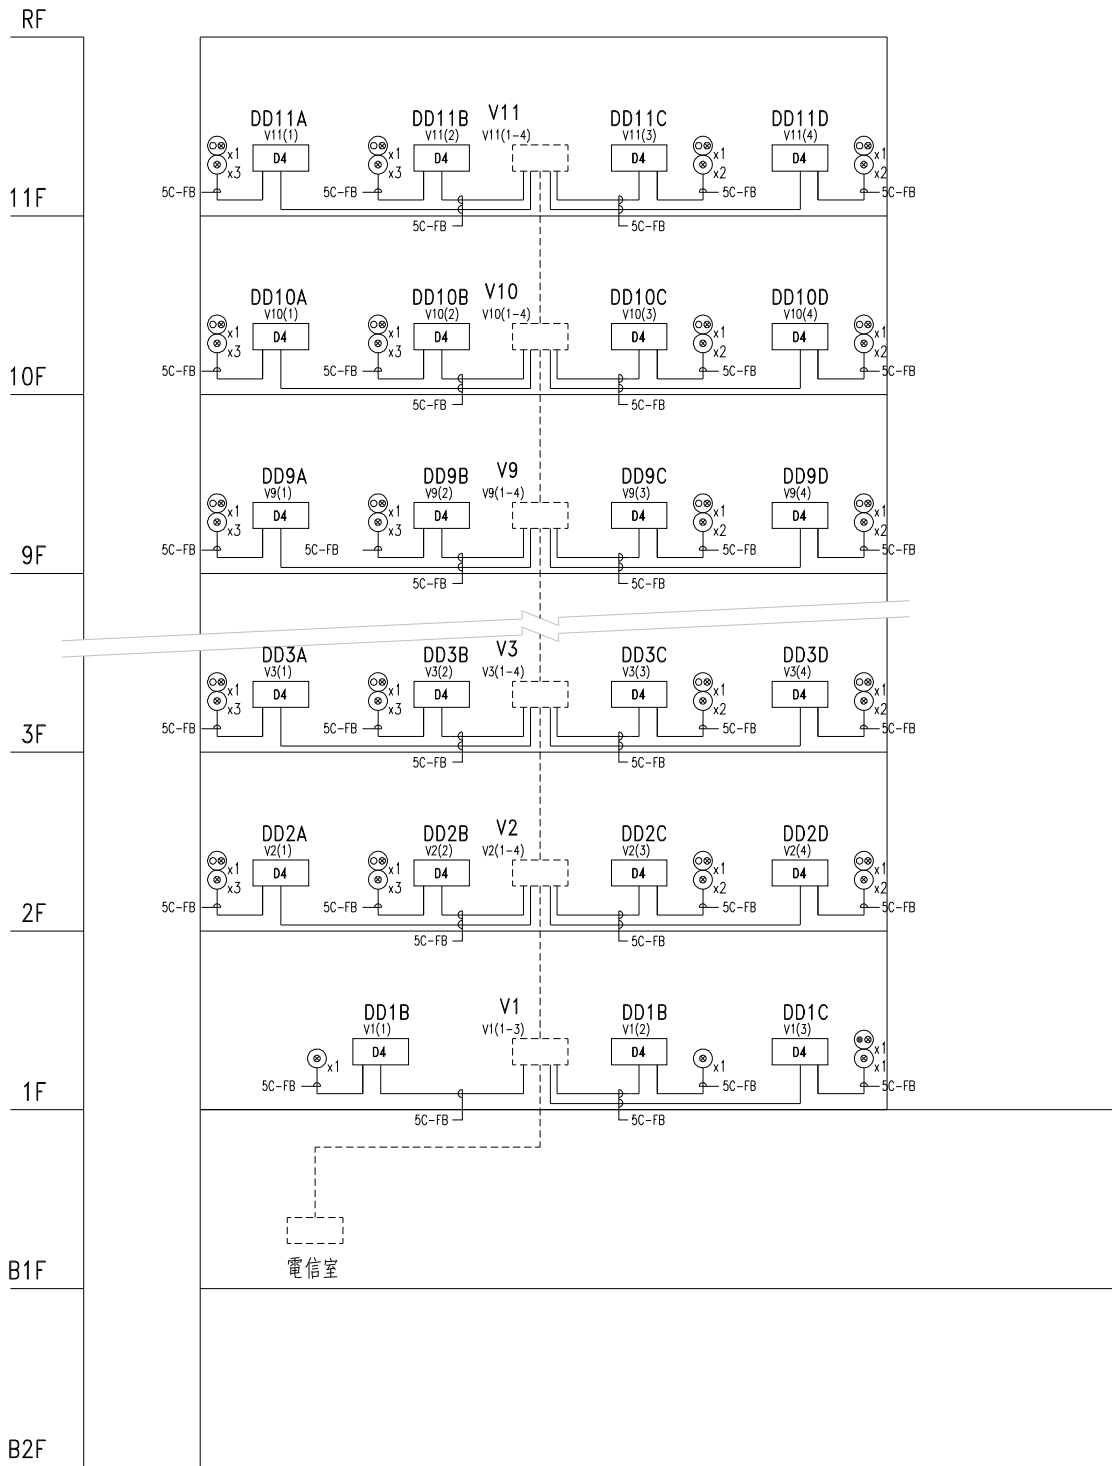 RF
DD11A DD11B V11 DD11C DD11D
V11(1) V11(2) V11(1-4) V11(3) V11(4)
x1 D4 x1 D4 D4 x1 D4 x1
x3 x3 x2 x2
11F 5C-FB 5C-FB 5C-FB 5C-FB
5C-FB 5C-FB
DD10A DD10B V10 DD10C DD10D
V10(1) V10(2) V10(1-4) V10(3) V10(4)
x1 D4 x1 D4 D4 x1 D4 x1
x3 x3 x2 x2
10F 5C-FB 5C-FB 5C-FB 5C-FB
5C-FB 5C-FB
DD9A DD9B V9 DD9C DD9D
V9(1) V9(2) V9(1-4) V9(3) V9(4)
x1 D4 x1 D4 D4 x1 D4 x1
x3 x3 x2 x2
9F 5C-FB 5C-FB 5C-FB 5C-FB
5C-FB 5C-FB
DD3A DD3B V3 DD3C DD3D
V3(1) V3(2) V3(1-4) V3(3) V3(4)
x1 D4 x1 D4 D4 x1 D4 x1
x3 x3 x2 x2
3F 5C-FB 5C-FB 5C-FB 5C-FB
5C-FB 5C-FB
DD2A DD2B V2 DD2C DD2D
V2(1) V2(2) V2(1-4) V2(3) V2(4)
x1 D4 x1 D4 D4 x1 D4 x1
x3 x3 x2 x2
2F 5C-FB 5C-FB 5C-FB 5C-FB
5C-FB 5C-FB
DD1B V1 DD1B DD1C
V1(1) V1(1-3) V1(2) V1(3)
D4 D4 D4 x1
x1 x1 x1
1F 5C-FB 5C-FB 5C-FB
5C-FB 5C-FB
B1F 電信室
B2F